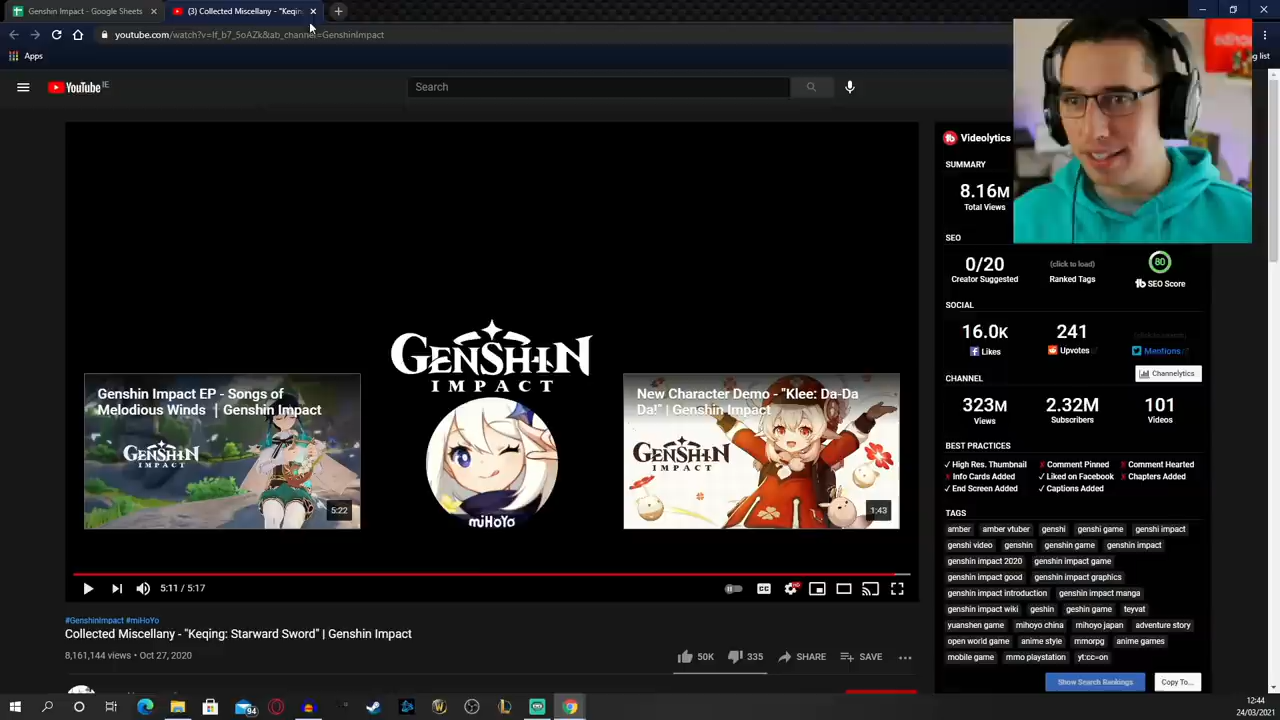 Genshin Impact - Google Sheets
(3) Collected Miscellany - "Keqin
youtube.com/watch?v=If_b7_5oAZk&ab_channel=GenshinImpact
Apps
YouTube IE
Search
GENSHIN
IMPACT
Genshin Impact EP - Songs of
Melodious Winds | Genshin Impact
GENSHIN
IMPACT
5:22
miHoYo
New Character Demo - "Klee: Da-Da
Da!" | Genshin Impact
GENSHIN
IMPACT
1:43
5:11 / 5:17
CC
HD
#GenshinImpact #miHoYo
Collected Miscellany - "Keqing: Starward Sword" | Genshin Impact
8,161,144 views • Oct 27, 2020
50K
335
SHARE
SAVE
ng list
Videolytics
SUMMARY
8.16M
Total Views
SEO
0/20
Creator Suggested
(click to load)
Ranked Tags
80
SEO Score
SOCIAL
16.0K
Likes
241
Upvotes
Mentions
Channelytics
CHANNEL
323M
Views
2.32M
Subscribers
101
Videos
BEST PRACTICES
✓ High Res. Thumbnail
✗ Comment Pinned
✗ Comment Hearted
✗ Info Cards Added
✓ Liked on Facebook
✗ Chapters Added
✓ End Screen Added
✓ Captions Added
TAGS
amber amber vtuber genshi genshi game genshi impact
genshi video genshin genshin game genshin impact
genshin impact 2020 genshin impact game
genshin impact good genshin impact graphics
genshin impact introduction genshin impact manga
genshin impact wiki geshin geshin game teyvat
yuanshen game mihoyo china mihoyo japan adventure story
open world game anime style mmorpg anime games
mobile game mmo playstation yt:cc=on
Show Search Rankings
Copy To...
94
12:44
24/03/2021